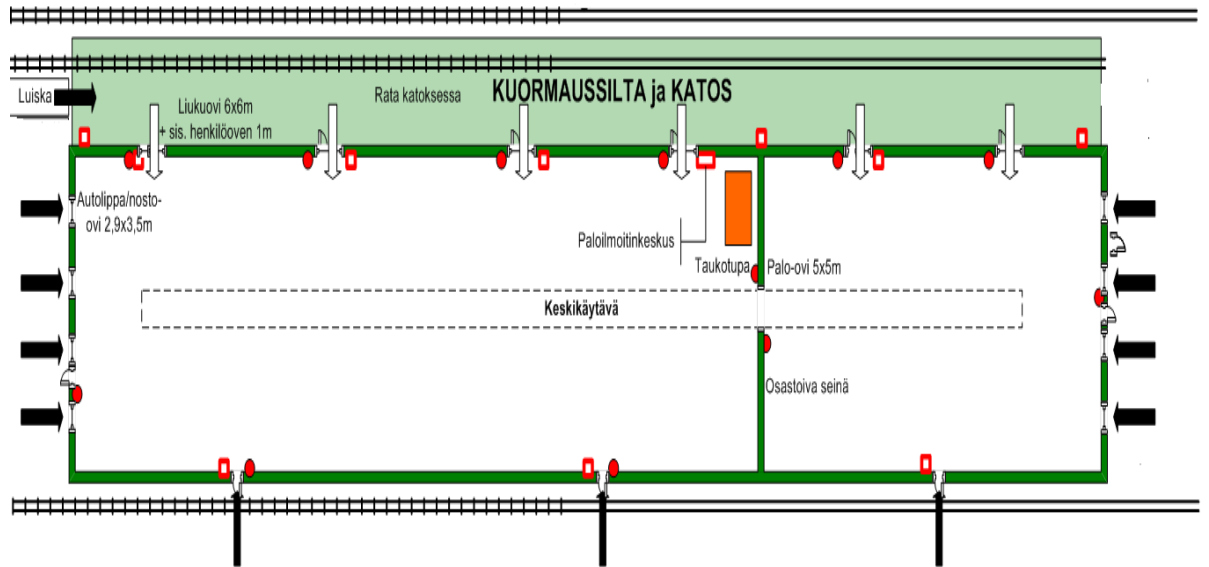 KUORMAUSSILTA ja KATOS
Luiska
Liukuovi 6x6m
+ sis. henkilöoven 1m
Rata katoksessa
Autolippa/nosto-
ovi 2,9x3,5m
Paloilmoitinkeskus
Taukotupa
Palo-ovi 5x5m
Keskikäytävä
Osastoiva seinä